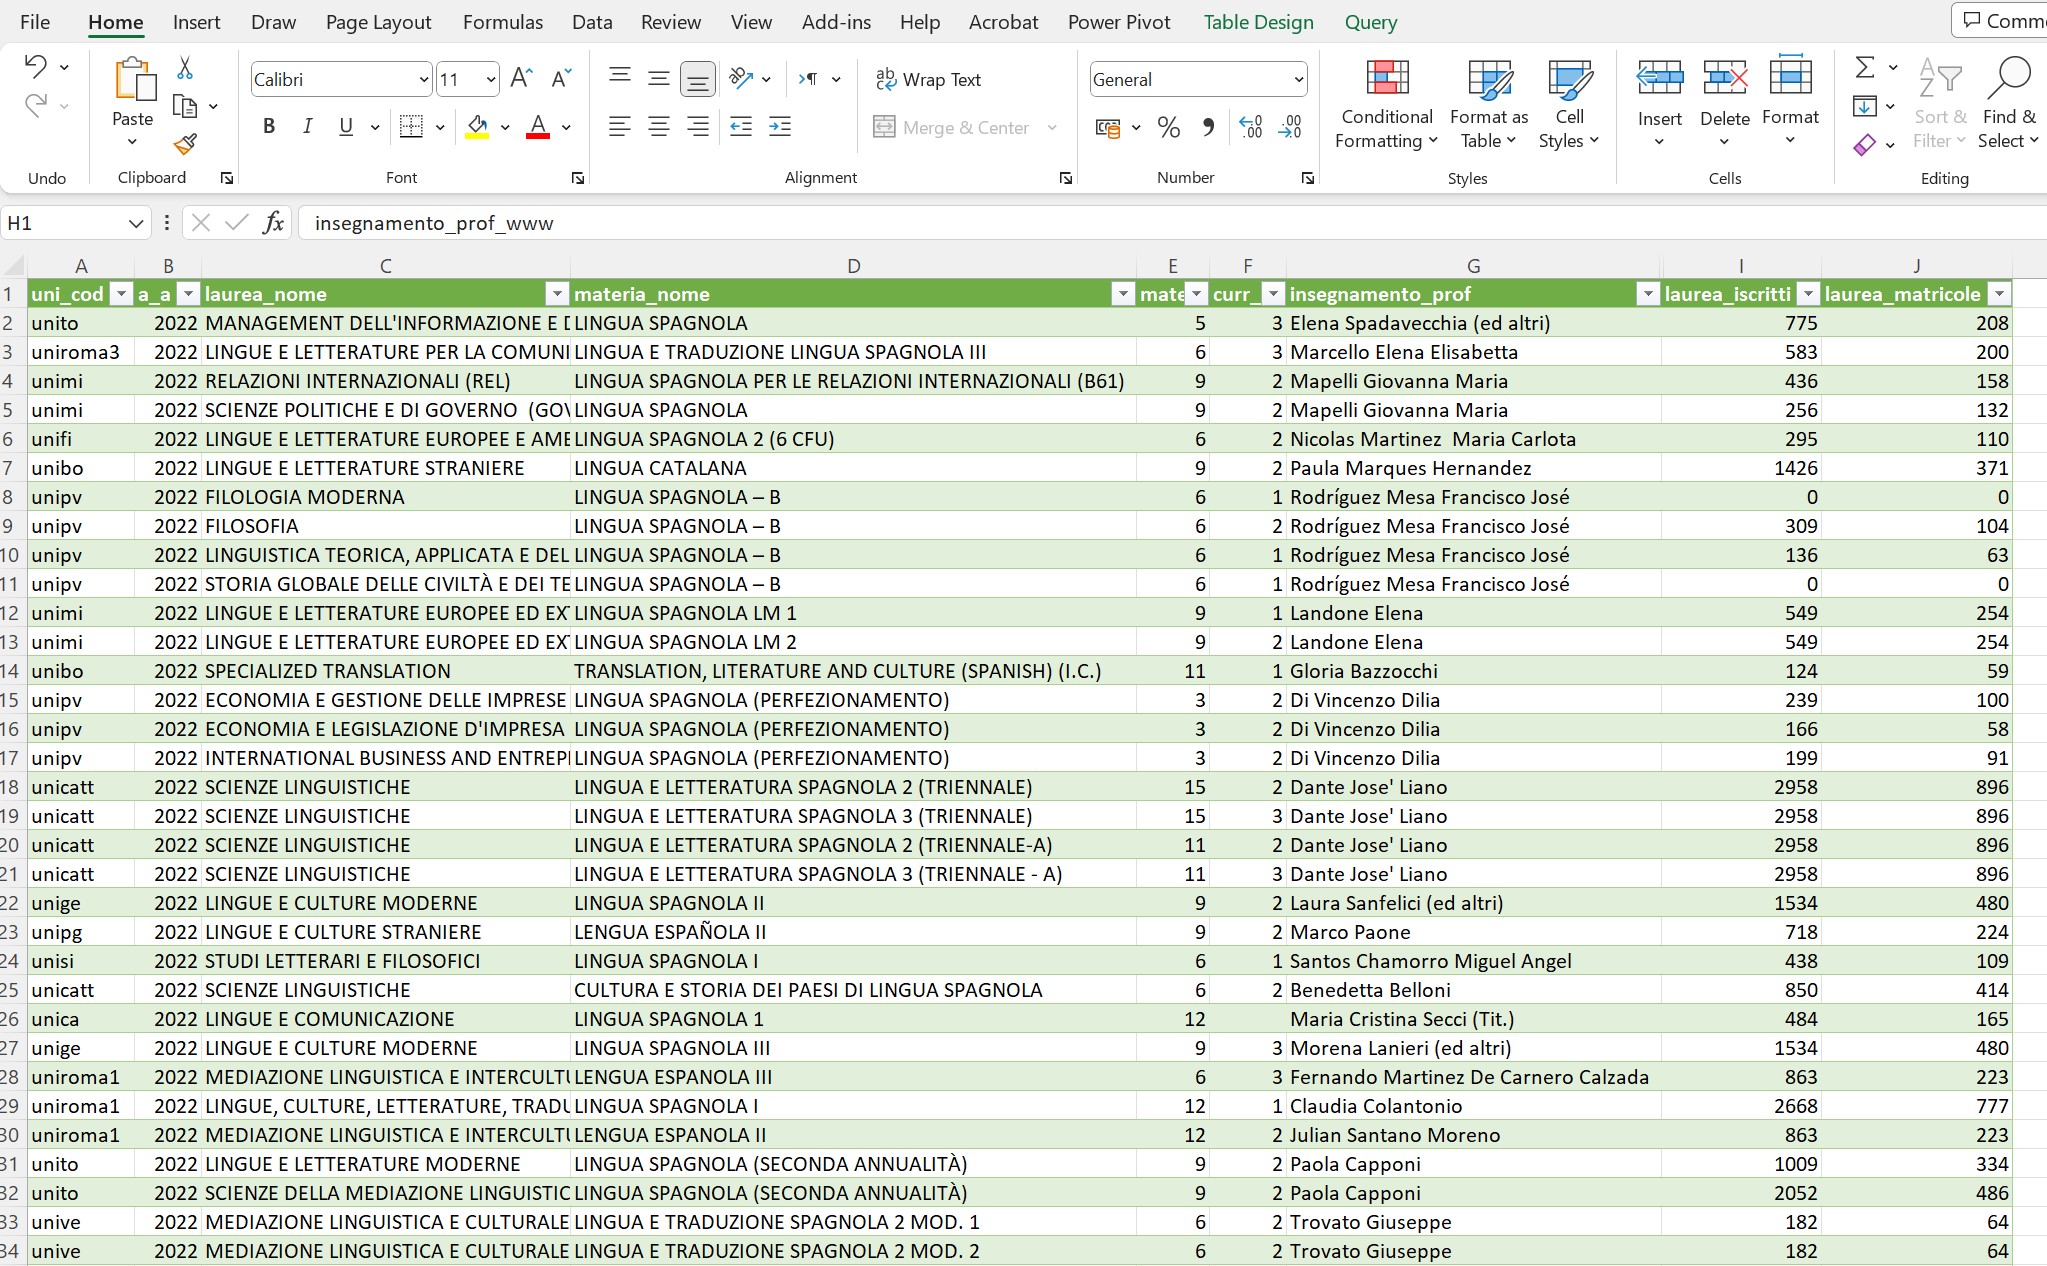 File Home Insert Draw Page Layout Formulas Data Review View Add-ins Help Acrobat Power Pivot Table Design Query
Calibri 11 Wrap Text General
Paste B I U Merge & Center Conditional Formatting Format as Table Cell Styles Insert Delete Format Sort & Filter Find & Select
Undo Clipboard Font Alignment Number Styles Cells Editing
H1 fx insegnamento_prof_www
A B C D E F G I J
1 uni_cod a_a laurea_nome materia_nome mate curr_ insegnamento_prof laurea_iscritti laurea_matricole
2 unito 2022 MANAGEMENT DELL'INFORMAZIONE E D LINGUA SPAGNOLA 5 3 Elena Spadavecchia (ed altri) 775 208
3 uniroma3 2022 LINGUE E LETTERATURE PER LA COMUNI LINGUA E TRADUZIONE LINGUA SPAGNOLA III 6 3 Marcello Elena Elisabetta 583 200
4 unimi 2022 RELAZIONI INTERNAZIONALI (REL) LINGUA SPAGNOLA PER LE RELAZIONI INTERNAZIONALI (B61) 9 2 Mapelli Giovanna Maria 436 158
5 unimi 2022 SCIENZE POLITICHE E DI GOVERNO (GOV LINGUA SPAGNOLA 9 2 Mapelli Giovanna Maria 256 132
6 unifi 2022 LINGUE E LETTERATURE EUROPEE E AME LINGUA SPAGNOLA 2 (6 CFU) 6 2 Nicolas Martinez Maria Carlota 295 110
7 unibo 2022 LINGUE E LETTERATURE STRANIERE LINGUA CATALANA 9 2 Paula Marques Hernandez 1426 371
8 unipv 2022 FILOLOGIA MODERNA LINGUA SPAGNOLA – B 6 1 Rodríguez Mesa Francisco José 0 0
9 unipv 2022 FILOSOFIA LINGUA SPAGNOLA – B 6 2 Rodríguez Mesa Francisco José 309 104
10 unipv 2022 LINGUISTICA TEORICA, APPLICATA E DEL LINGUA SPAGNOLA – B 6 1 Rodríguez Mesa Francisco José 136 63
11 unipv 2022 STORIA GLOBALE DELLE CIVILTÀ E DEI TE LINGUA SPAGNOLA – B 6 1 Rodríguez Mesa Francisco José 0 0
12 unimi 2022 LINGUE E LETTERATURE EUROPEE ED EXT LINGUA SPAGNOLA LM 1 9 1 Landone Elena 549 254
13 unimi 2022 LINGUE E LETTERATURE EUROPEE ED EXT LINGUA SPAGNOLA LM 2 9 2 Landone Elena 549 254
14 unibo 2022 SPECIALIZED TRANSLATION TRANSLATION, LITERATURE AND CULTURE (SPANISH) (I.C.) 11 1 Gloria Bazzocchi 124 59
15 unipv 2022 ECONOMIA E GESTIONE DELLE IMPRESE LINGUA SPAGNOLA (PERFEZIONAMENTO) 3 2 Di Vincenzo Dilia 239 100
16 unipv 2022 ECONOMIA E LEGISLAZIONE D'IMPRESA LINGUA SPAGNOLA (PERFEZIONAMENTO) 3 2 Di Vincenzo Dilia 166 58
17 unipv 2022 INTERNATIONAL BUSINESS AND ENTREP LINGUA SPAGNOLA (PERFEZIONAMENTO) 3 2 Di Vincenzo Dilia 199 91
18 unicatt 2022 SCIENZE LINGUISTICHE LINGUA E LETTERATURA SPAGNOLA 2 (TRIENNALE) 15 2 Dante Jose' Liano 2958 896
19 unicatt 2022 SCIENZE LINGUISTICHE LINGUA E LETTERATURA SPAGNOLA 3 (TRIENNALE) 15 3 Dante Jose' Liano 2958 896
20 unicatt 2022 SCIENZE LINGUISTICHE LINGUA E LETTERATURA SPAGNOLA 2 (TRIENNALE-A) 11 2 Dante Jose' Liano 2958 896
21 unicatt 2022 SCIENZE LINGUISTICHE LINGUA E LETTERATURA SPAGNOLA 3 (TRIENNALE - A) 11 3 Dante Jose' Liano 2958 896
22 unige 2022 LINGUE E CULTURE MODERNE LINGUA SPAGNOLA II 9 2 Laura Sanfelici (ed altri) 1534 480
23 unipg 2022 LINGUE E CULTURE STRANIERE LENGUA ESPAÑOLA II 9 2 Marco Paone 718 224
24 unisi 2022 STUDI LETTERARI E FILOSOFICI LINGUA SPAGNOLA I 6 1 Santos Chamorro Miguel Angel 438 109
25 unicatt 2022 SCIENZE LINGUISTICHE CULTURA E STORIA DEI PAESI DI LINGUA SPAGNOLA 6 2 Benedetta Belloni 850 414
26 unica 2022 LINGUE E COMUNICAZIONE LINGUA SPAGNOLA 1 12 Maria Cristina Secci (Tit.) 484 165
27 unige 2022 LINGUE E CULTURE MODERNE LINGUA SPAGNOLA III 9 3 Morena Lanieri (ed altri) 1534 480
28 uniroma1 2022 MEDIAZIONE LINGUISTICA E INTERCULTU LENGUA ESPANOLA III 6 3 Fernando Martinez De Carnero Calzada 863 223
29 uniroma1 2022 LINGUE, CULTURE, LETTERATURE, TRADU LINGUA SPAGNOLA I 12 1 Claudia Colantonio 2668 777
30 uniroma1 2022 MEDIAZIONE LINGUISTICA E INTERCULTU LENGUA ESPANOLA II 12 2 Julian Santano Moreno 863 223
31 unito 2022 LINGUE E LETTERATURE MODERNE LINGUA SPAGNOLA (SECONDA ANNUALITÀ) 9 2 Paola Capponi 1009 334
32 unito 2022 SCIENZE DELLA MEDIAZIONE LINGUISTIC LINGUA SPAGNOLA (SECONDA ANNUALITÀ) 9 2 Paola Capponi 2052 486
33 unive 2022 MEDIAZIONE LINGUISTICA E CULTURALE LINGUA E TRADUZIONE SPAGNOLA 2 MOD. 1 6 2 Trovato Giuseppe 182 64
34 unive 2022 MEDIAZIONE LINGUISTICA E CULTURALE LINGUA E TRADUZIONE SPAGNOLA 2 MOD. 2 6 2 Trovato Giuseppe 182 64